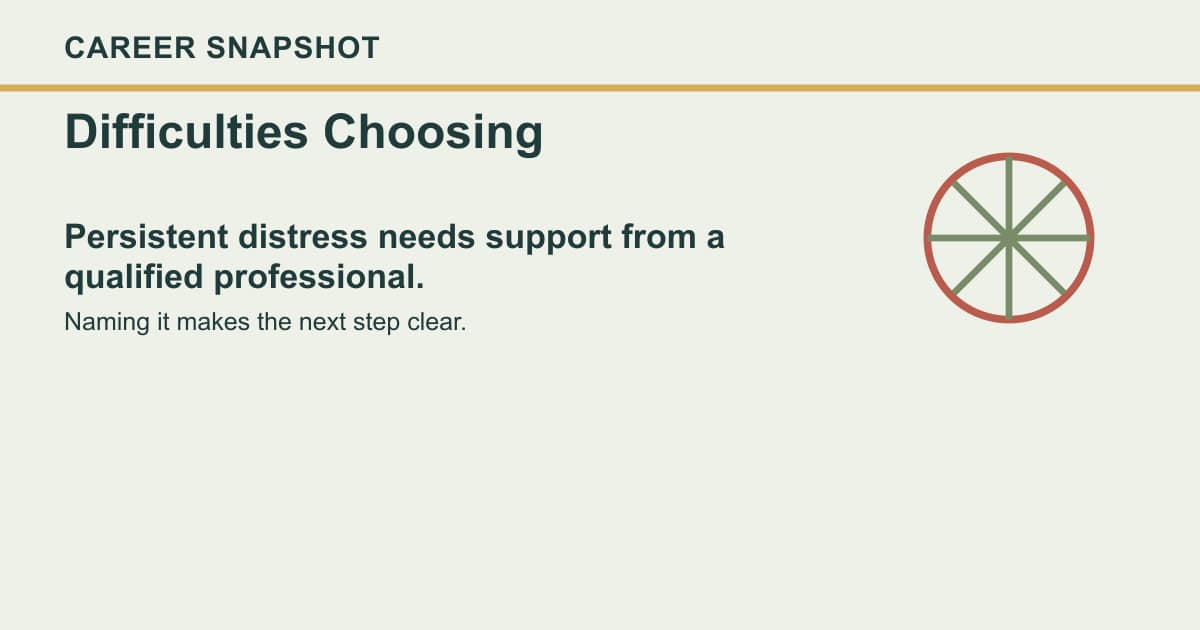 CAREER SNAPSHOT
Difficulties Choosing
Persistent distress needs support from a
qualified professional.
Naming it makes the next step clear.